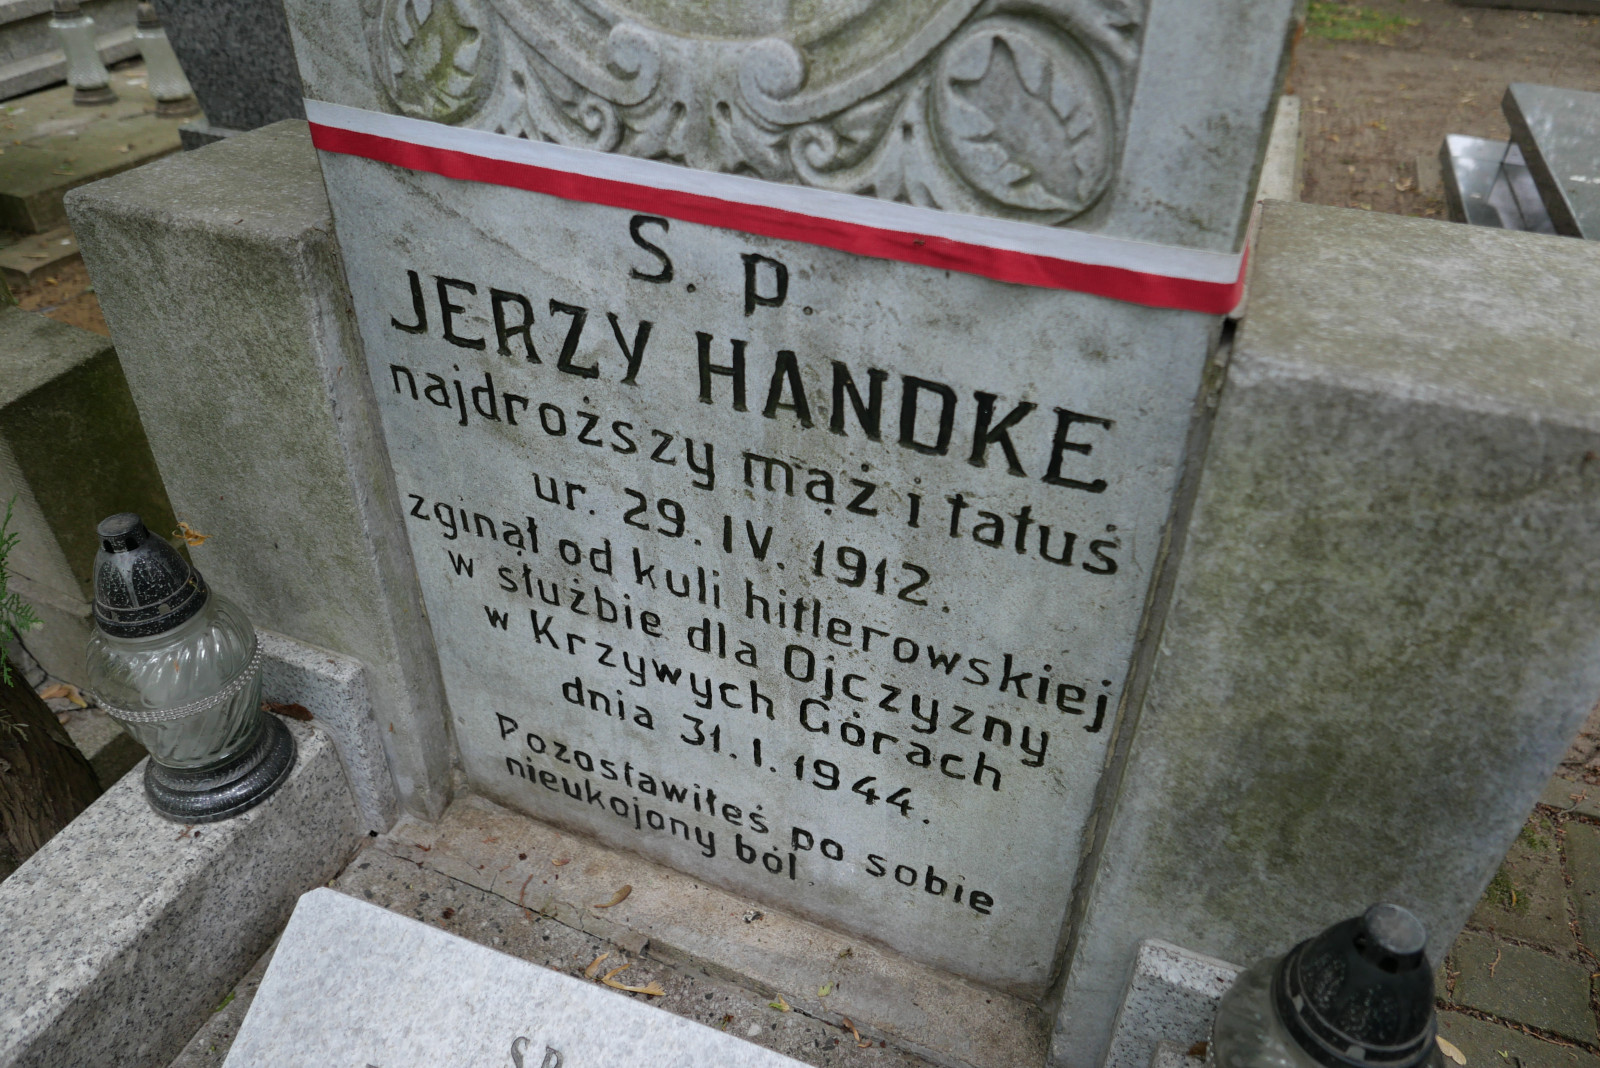 S. P.
JERZY HANDKE
najdroższy mąż i tatuś
ur. 29. IV. 1912.
zginął od kuli hitlerowskiej
w służbie dla Ojczyzny
w Krzywych Górach
dnia 31. I. 1944.
Pozostawiłeś po sobie
nieukojony ból
Ś.P.